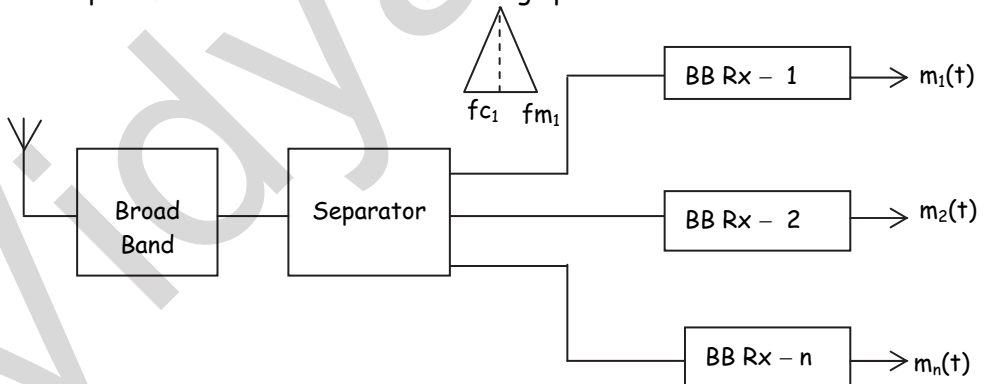 fc₁ fm₁
BB Rx – 1
m₁(t)
Broad
Band
Separator
BB Rx – 2
m₂(t)
BB Rx – n
mₙ(t)